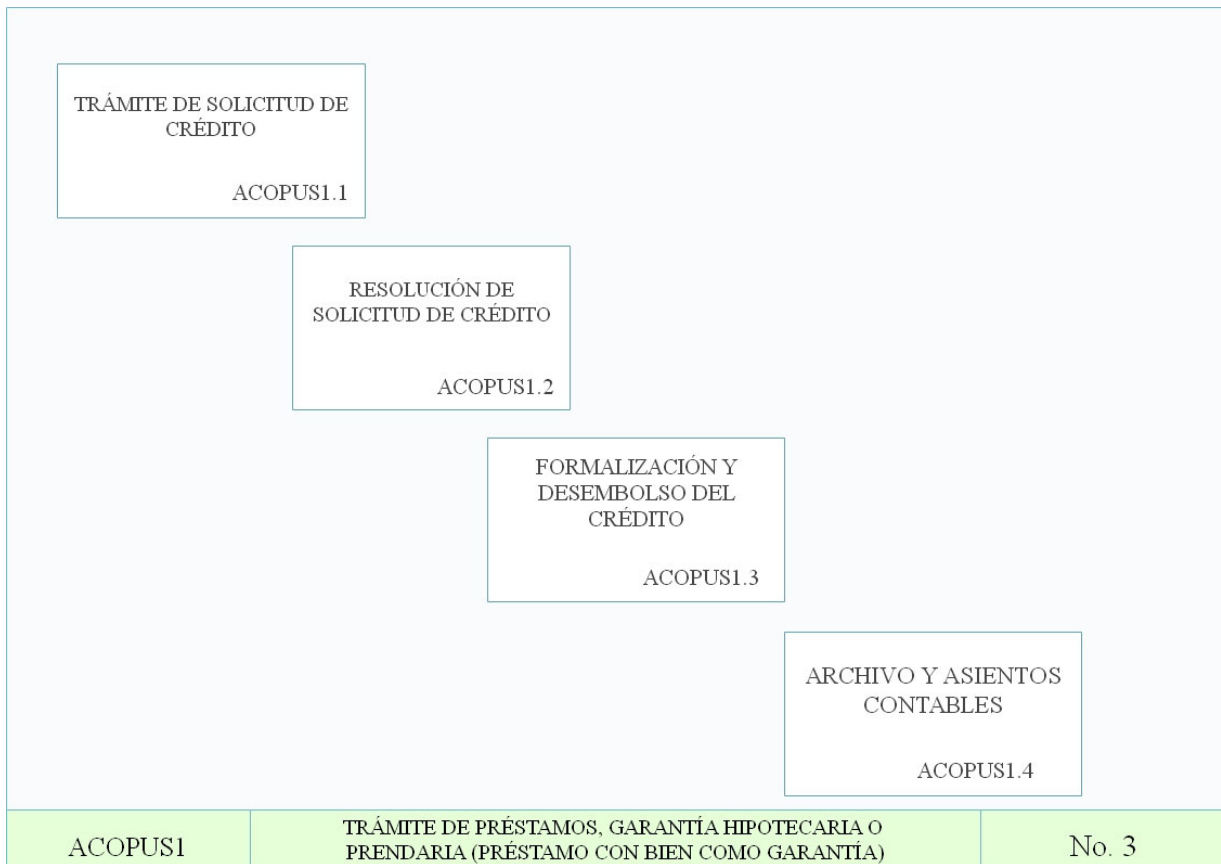 TRÁMITE DE SOLICITUD DE
CRÉDITO
ACOPUS1.1
RESOLUCIÓN DE
SOLICITUD DE CRÉDITO
ACOPUS1.2
FORMALIZACIÓN Y
DESEMBOLSO DEL
CRÉDITO
ACOPUS1.3
ARCHIVO Y ASIENTOS
CONTABLES
ACOPUS1.4
ACOPUS1
TRÁMITE DE PRÉSTAMOS, GARANTÍA HIPOTECARIA O
PRENDARIA (PRÉSTAMO CON BIEN COMO GARANTÍA)
No. 3